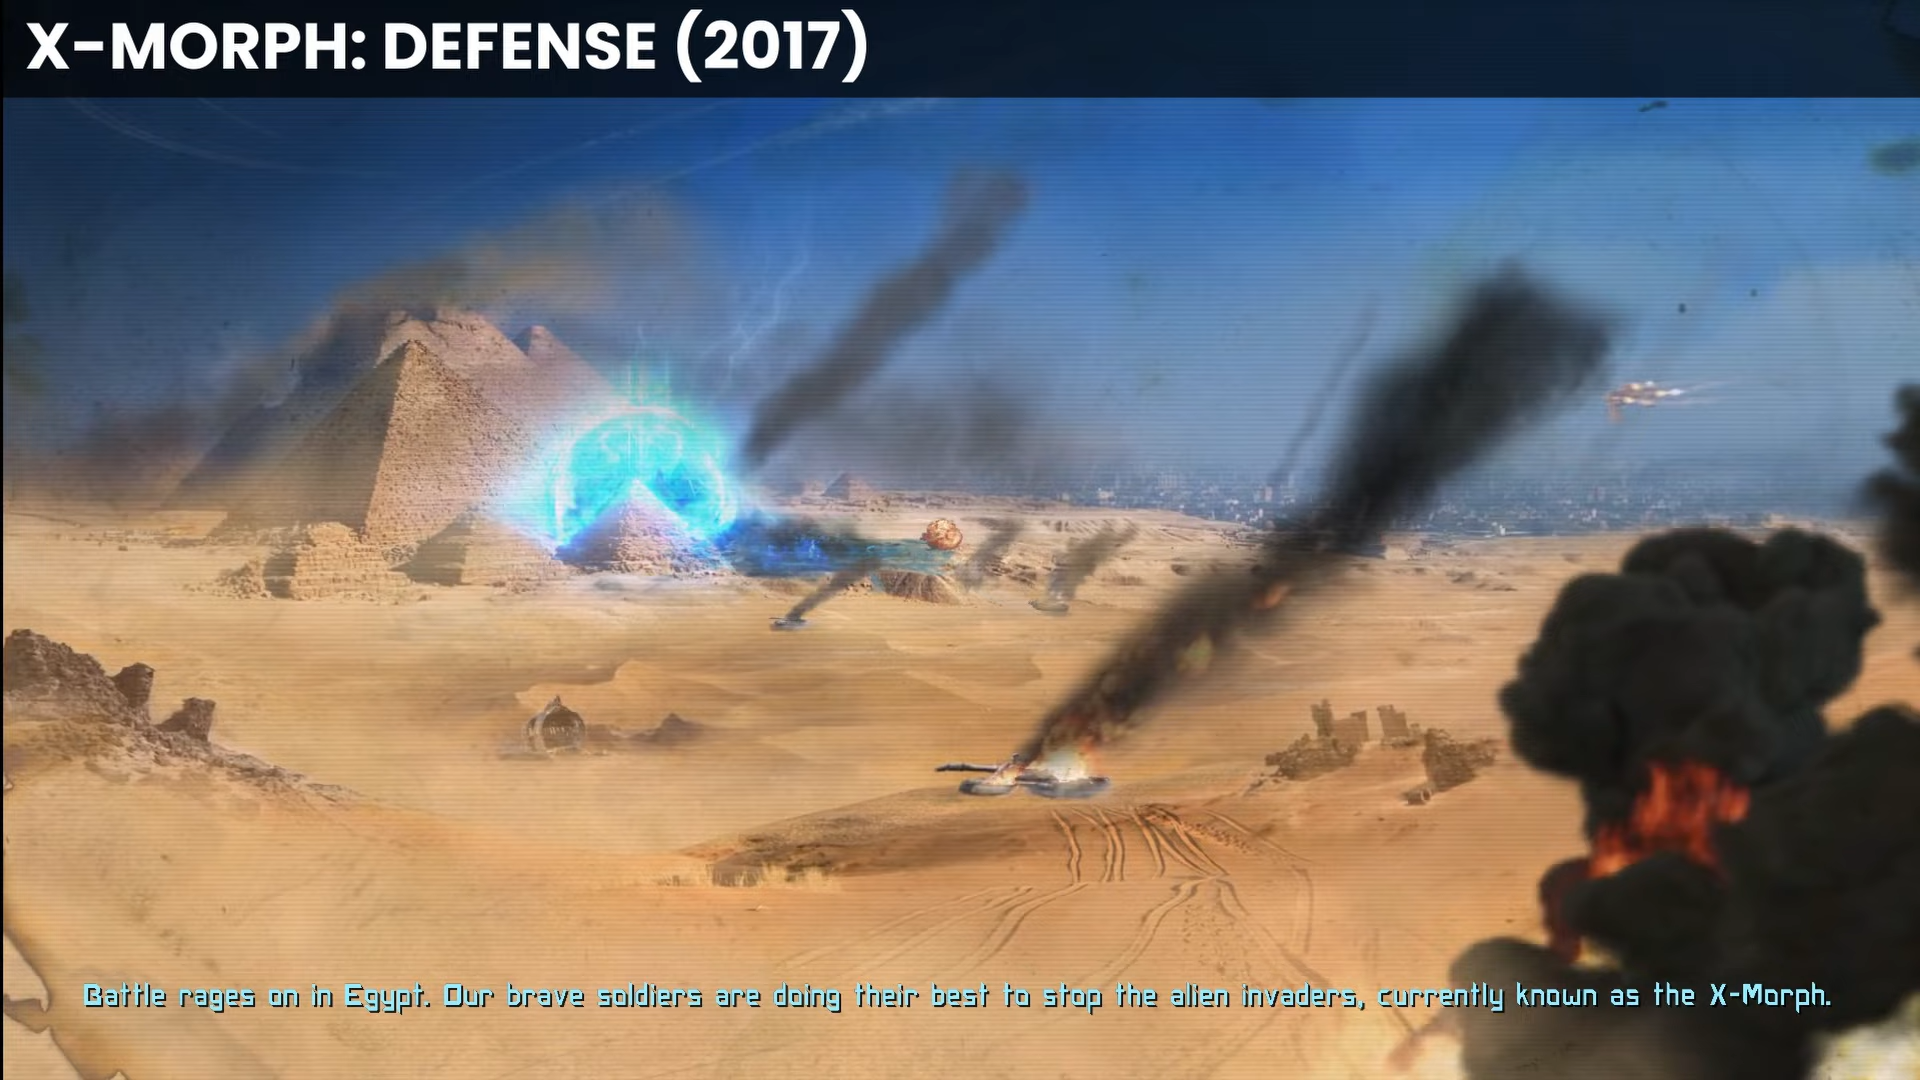 X-MORPH: DEFENSE (2017)
Battle rages on in Egypt. Our brave soldiers are doing their best to stop the alien invaders, currently known as the X-Morph.